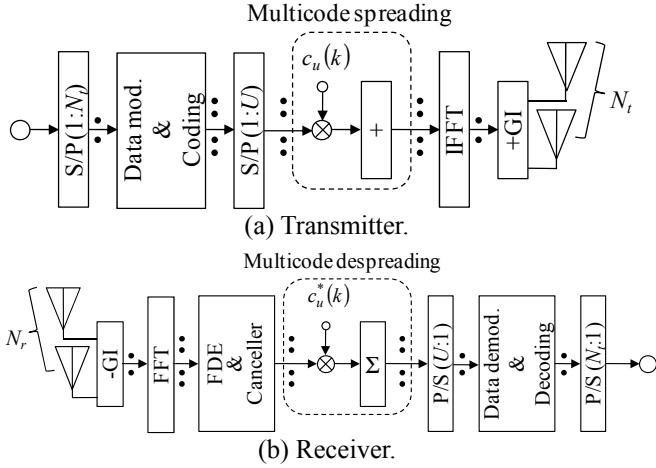 Multicode spreading
c_u(k)
S/P (1:N_t)
Data mod.
&
Coding
S/P (1:U)
+
IFFT
+GI
N_t
(a) Transmitter.
Multicode despreading
c_u^*(k)
N_r
-GI
FFT
FDE
&
Canceller
Σ
P/S (U:1)
Data demod.
&
Decoding
P/S (N_t:1)
(b) Receiver.